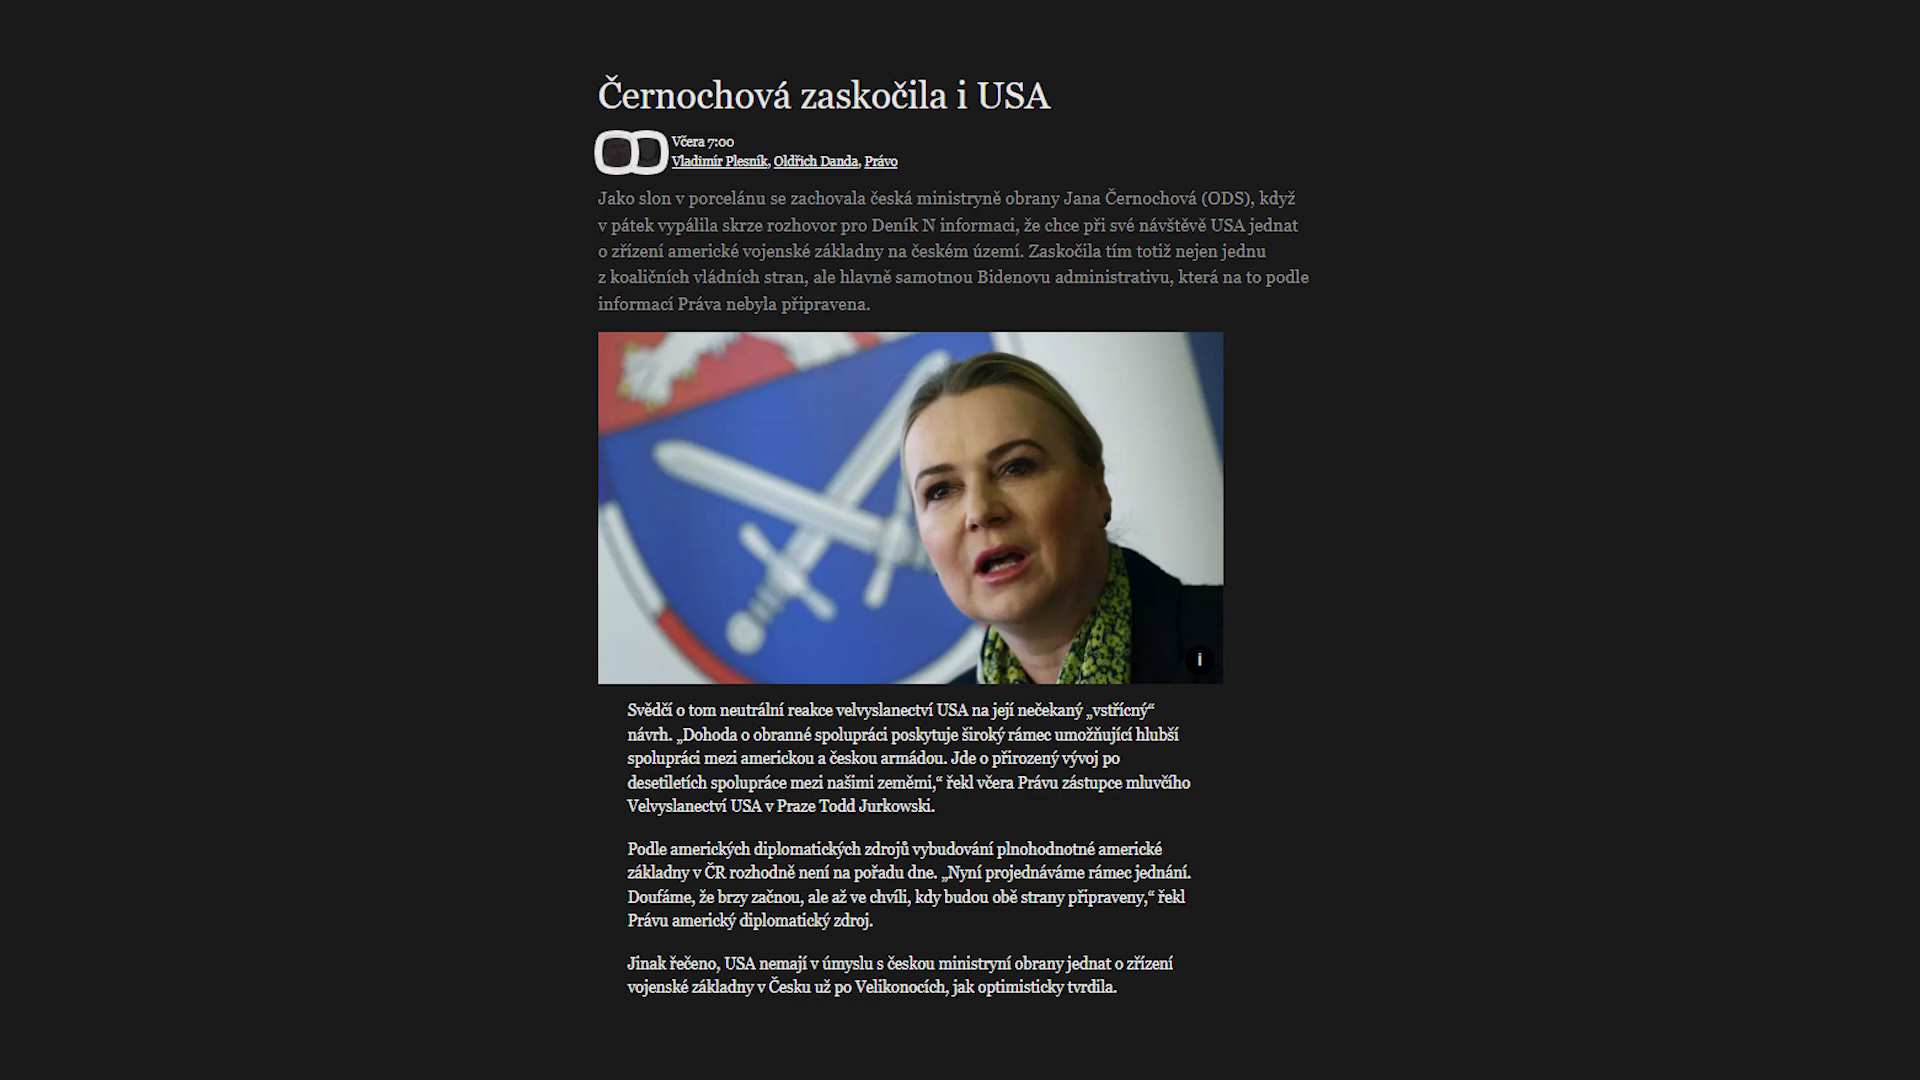 Černochová zaskočila i USA
Včera 7:00
Vladimír Plesník, Oldřich Danda, Právo
Jako slon v porcelánu se zachovala česká ministryně obrany Jana Černochová (ODS), když
v pátek vypálila skrze rozhovor pro Deník N informaci, že chce při své návštěvě USA jednat
o zřízení americké vojenské základny na českém území. Zaskočila tím totiž nejen jednu
z koaličních vládních stran, ale hlavně samotnou Bidenovu administrativu, která na to podle
informací Práva nebyla připravena.
i
Svědčí o tom neutrální reakce velvyslanectví USA na její nečekaný „vstřícný“
návrh. „Dohoda o obranné spolupráci poskytuje široký rámec umožňující hlubší
spolupráci mezi americkou a českou armádou. Jde o přirozený vývoj po
desetiletích spolupráce mezi našimi zeměmi,“ řekl včera Právu zástupce mluvčího
Velvyslanectví USA v Praze Todd Jurkowski.
Podle amerických diplomatických zdrojů vybudování plnohodnotné americké
základny v ČR rozhodně není na pořadu dne. „Nyní projednáváme rámec jednání.
Doufáme, že brzy začnou, ale až ve chvíli, kdy budou obě strany připraveny,“ řekl
Právu americký diplomatický zdroj.
Jinak řečeno, USA nemají v úmyslu s českou ministryní obrany jednat o zřízení
vojenské základny v Česku už po Velikonocích, jak optimisticky tvrdila.